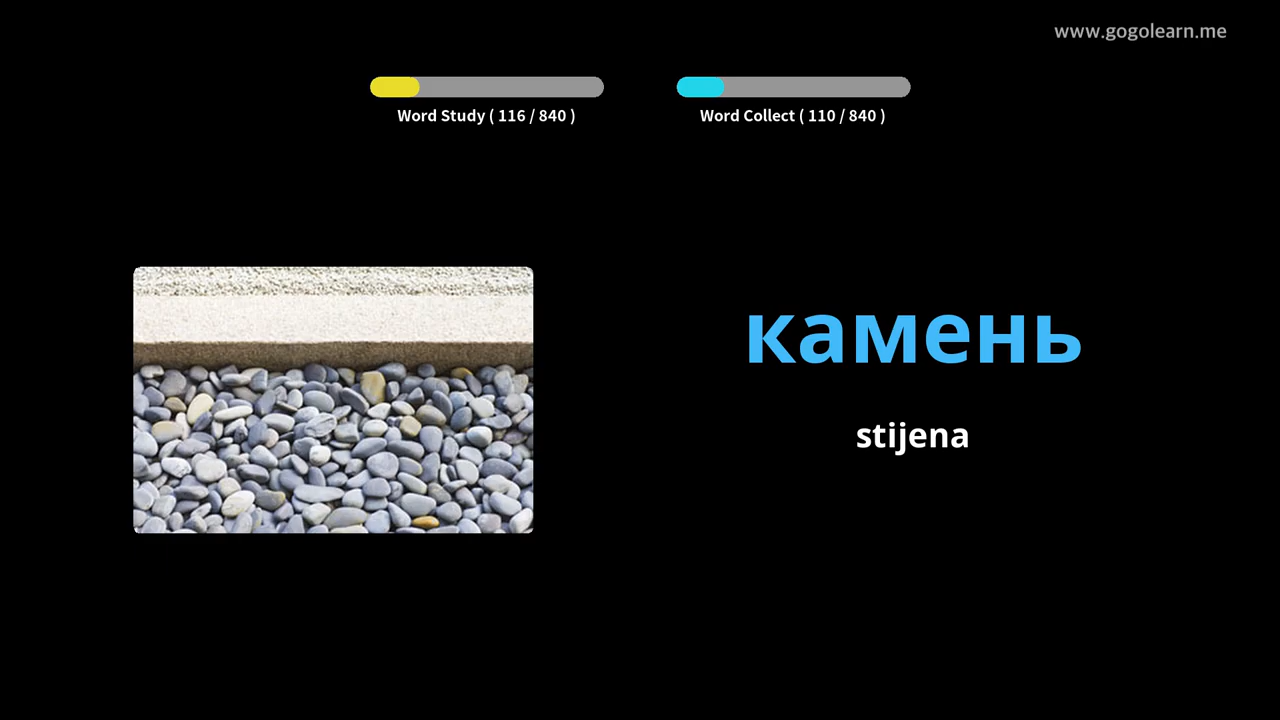 www.gogolearn.me
Word Study ( 116 / 840 )
Word Collect ( 110 / 840 )
камень
stijena